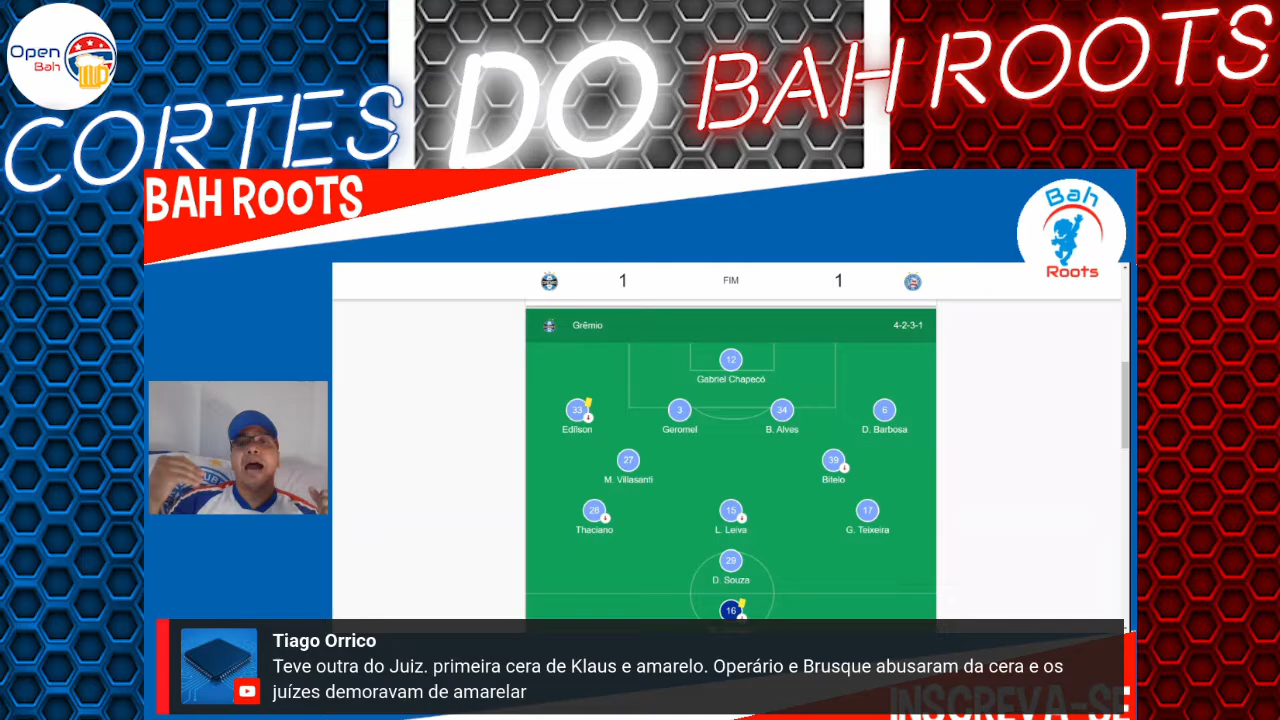 Open
Bah
CORTES DO BAH ROOTS
BAH ROOTS
Bah
Roots
1 FIM 1
Grêmio 4-2-3-1
12
Gabriel Chapecó
33 3 34 6
Edílson Geromel B. Alves D. Barbosa
27 39
M. Villasanti Bitelo
28 15 17
Thaciano L. Leiva G. Teixeira
29
D. Souza
16
Tiago Orrico
Teve outra do Juiz. primeira cera de Klaus e amarelo. Operário e Brusque abusaram da cera e os
juízes demoravam de amarelar
INSCREVA-SE